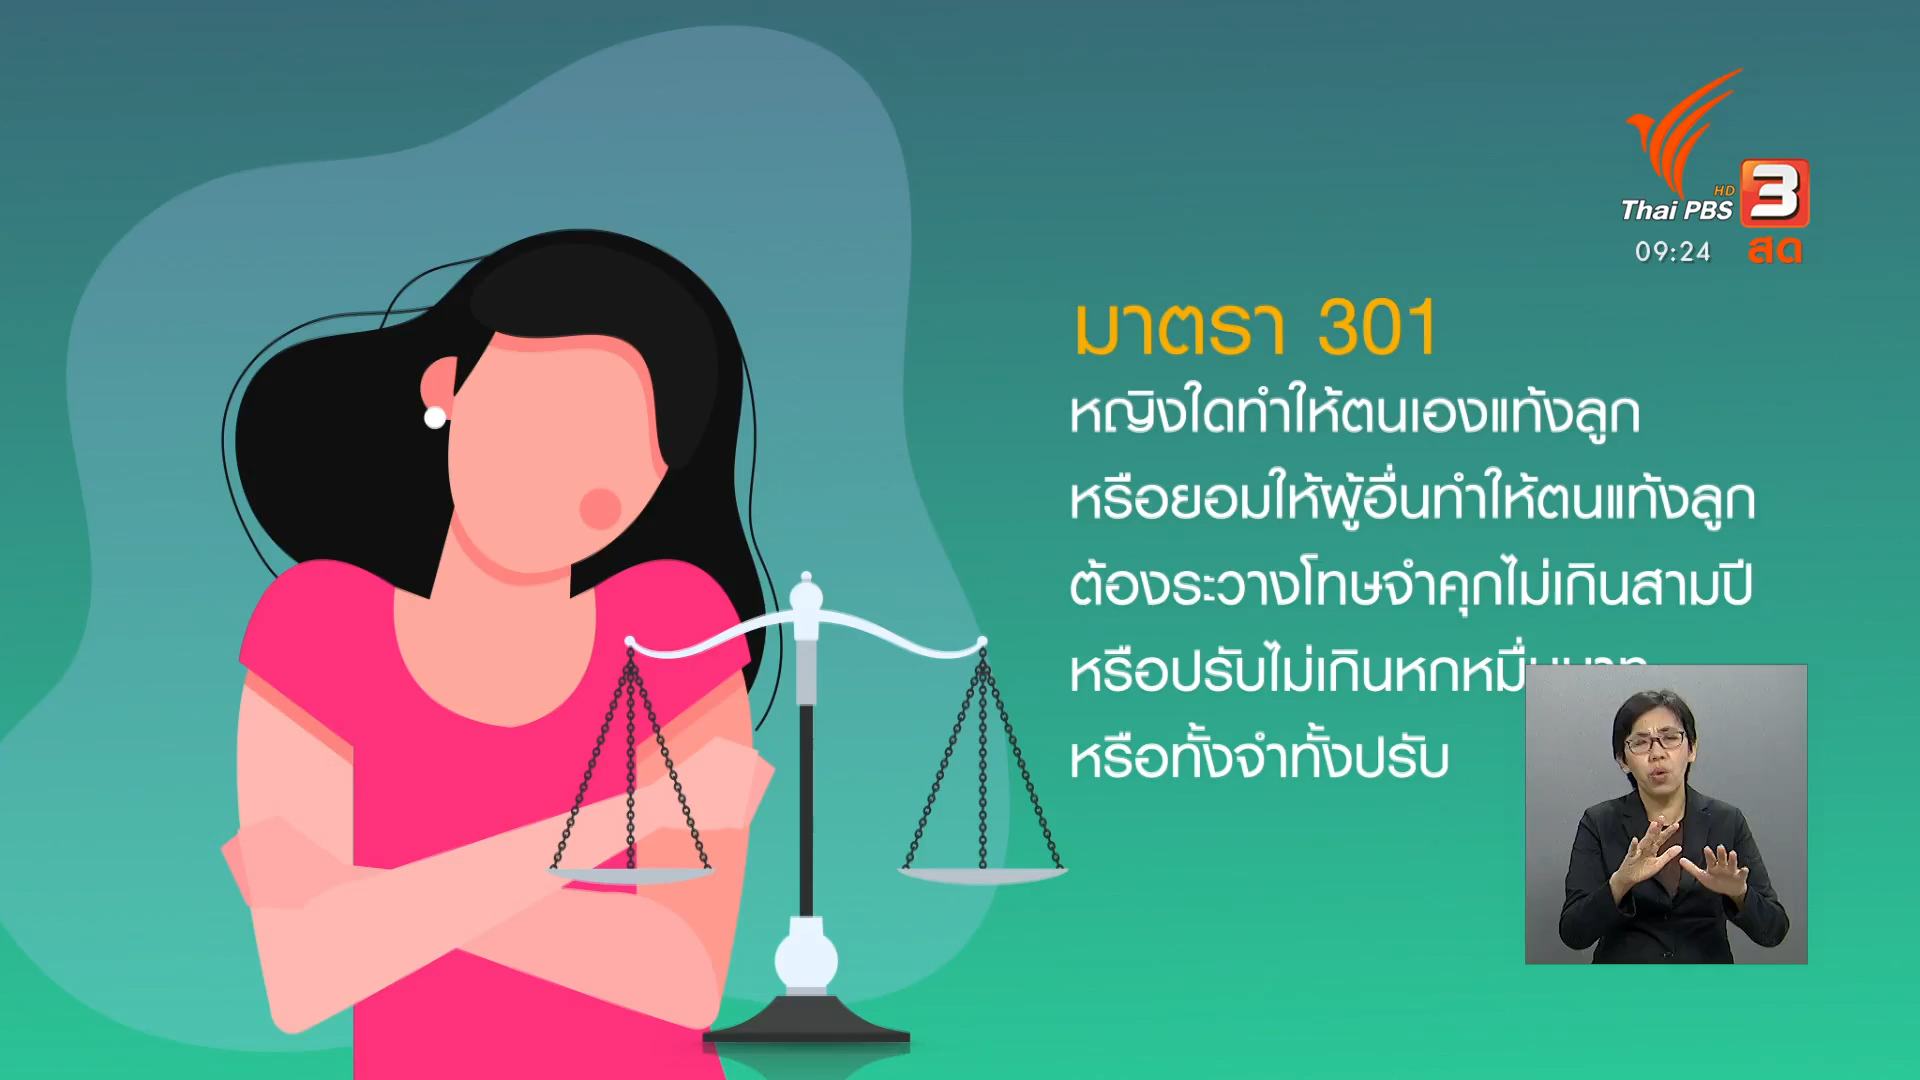 HD
Thai PBS 3
09:24 สด
มาตรา 301
หญิงใดทำให้ตนเองแท้งลูก
หรือยอมให้ผู้อื่นทำให้ตนแท้งลูก
ต้องระวางโทษจำคุกไม่เกินสามปี
หรือปรับไม่เกินหกหมื่น
หรือทั้งจำทั้งปรับ